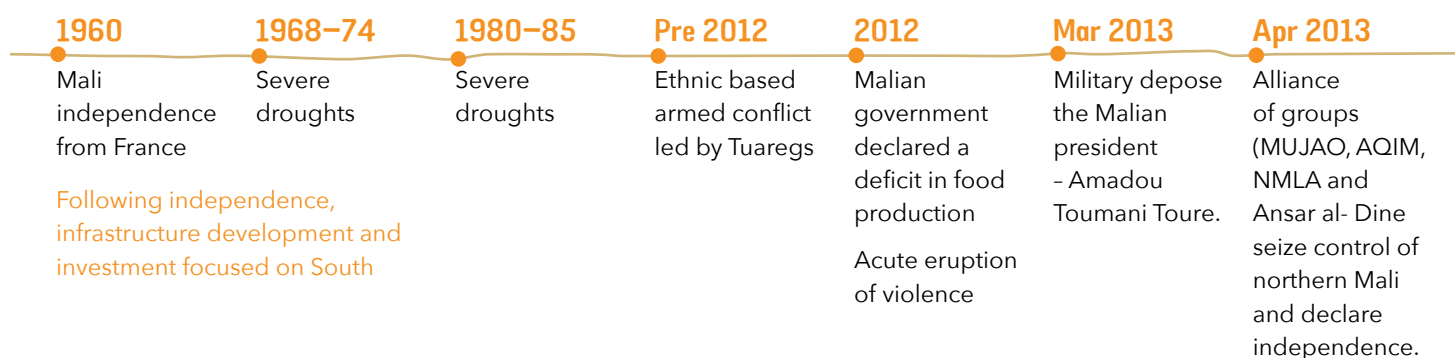 1960
Mali
independence
from France
Following independence,
infrastructure development and
investment focused on South
1968–74
Severe
droughts
1980–85
Severe
droughts
Pre 2012
Ethnic based
armed conflict
led by Tuaregs
2012
Malian
government
declared a
deficit in food
production
Acute eruption
of violence
Mar 2013
Military depose
the Malian
president
– Amadou
Toumani Toure.
Apr 2013
Alliance
of groups
(MUJAO, AQIM,
NMLA and
Ansar al- Dine
seize control of
northern Mali
and declare
independence.